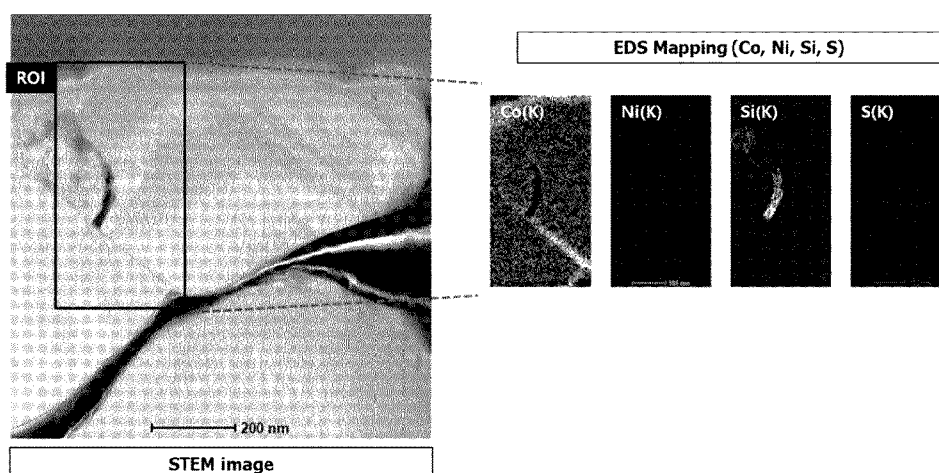 EDS Mapping (Co, Ni, Si, S)
ROI
Co(K)
Ni(K)
Si(K)
S(K)
200 nm
STEM image